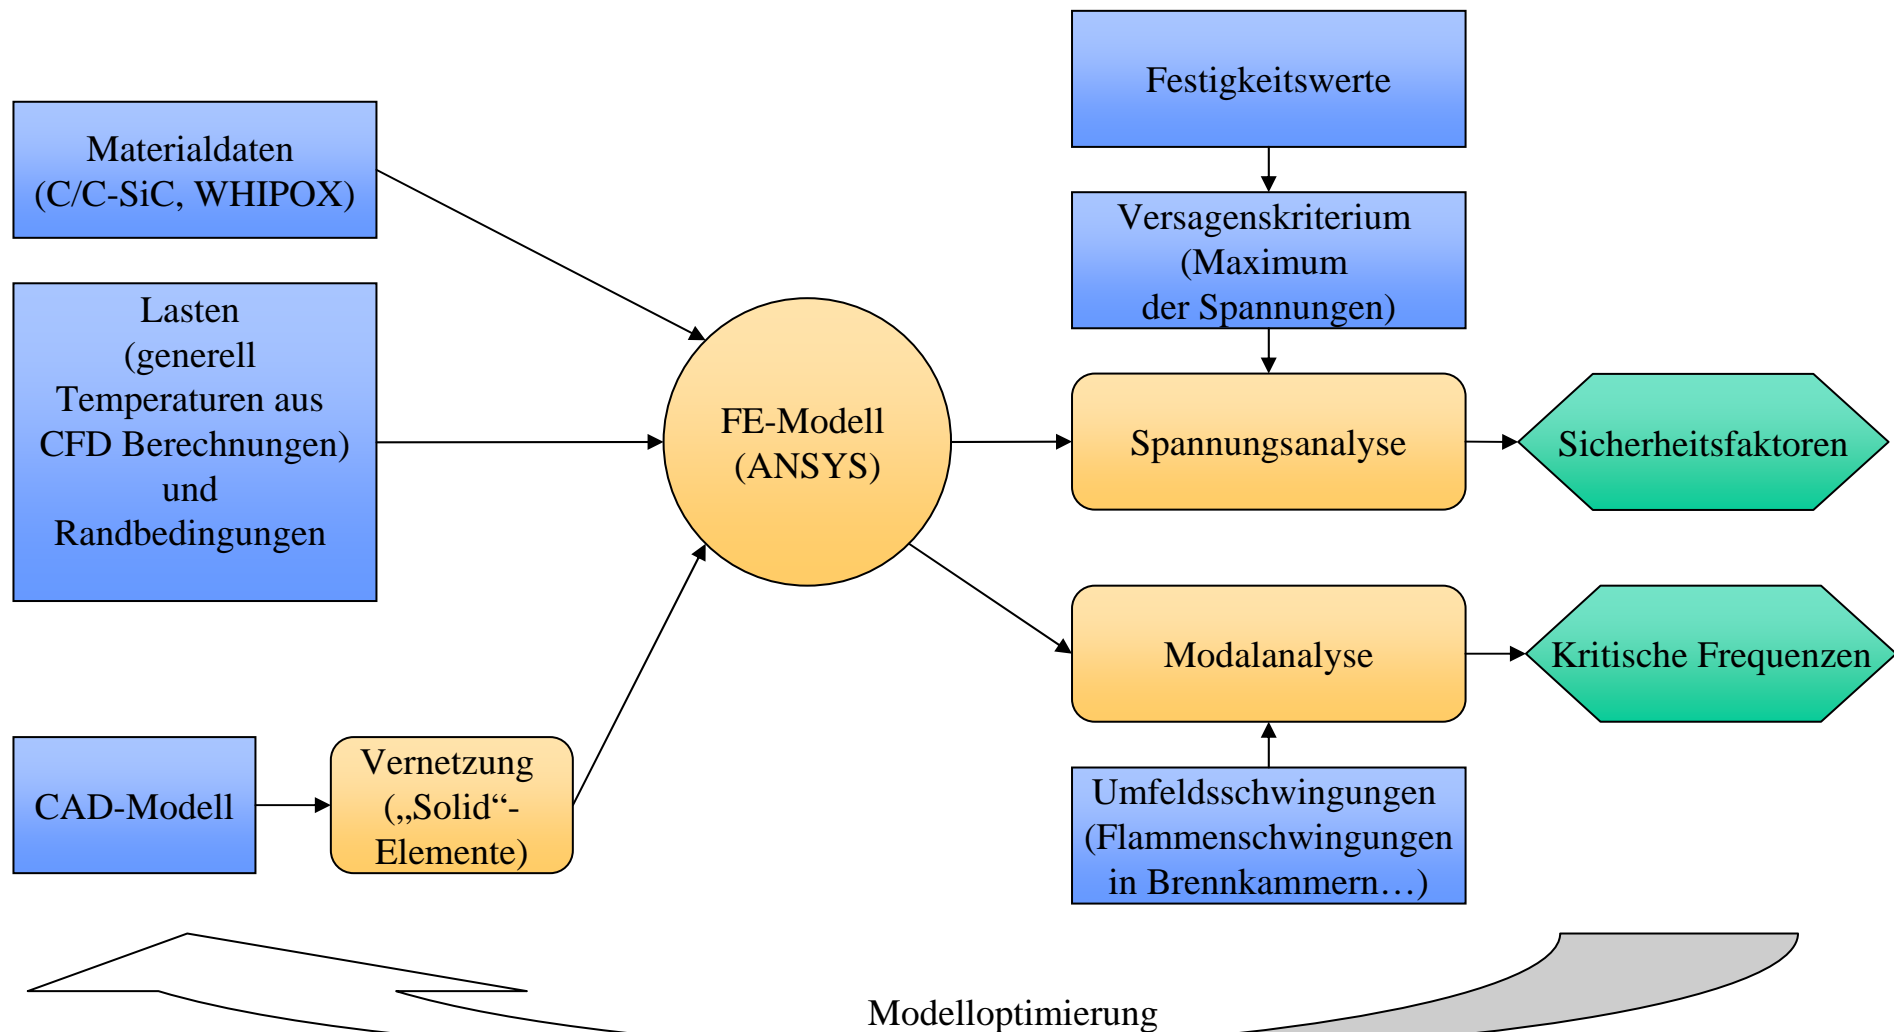 Festigkeitswerte
Materialdaten
(C/C-SiC, WHIPOX)
Versagenskriterium
(Maximum
der Spannungen)
Lasten
(generell
Temperaturen aus
CFD Berechnungen)
und
Randbedingungen
FE-Modell
(ANSYS)
Spannungsanalyse
Sicherheitsfaktoren
Modalanalyse
Kritische Frequenzen
CAD-Modell
Vernetzung
(„Solid“-
Elemente)
Umfeldsschwingungen
(Flammenschwingungen
in Brennkammern…)
Modelloptimierung